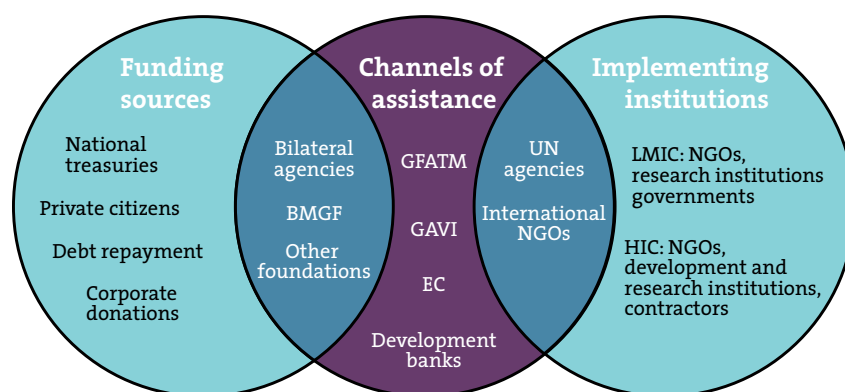 Funding
sources
National
treasuries
Private citizens
Debt repayment
Corporate
donations
Bilateral
agencies
BMGF
Other
foundations
Channels of
assistance
GFATM
GAVI
EC
Development
banks
UN
agencies
International
NGOs
Implementing
institutions
LMIC: NGOs,
research institutions
governments
HIC: NGOs,
development and
research institutions,
contractors